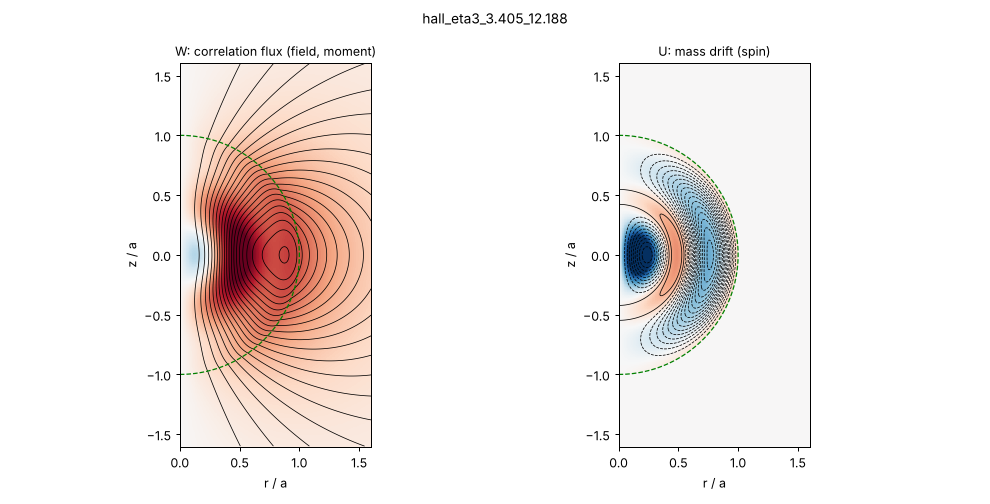 hall_eta3_3.405_12.188
W: correlation flux (field, moment)
1.5
1.0
0.5
0.0
−0.5
−1.0
−1.5
z / a
0.0 0.5 1.0 1.5
r / a
U: mass drift (spin)
1.5
1.0
0.5
0.0
−0.5
−1.0
−1.5
z / a
0.0 0.5 1.0 1.5
r / a